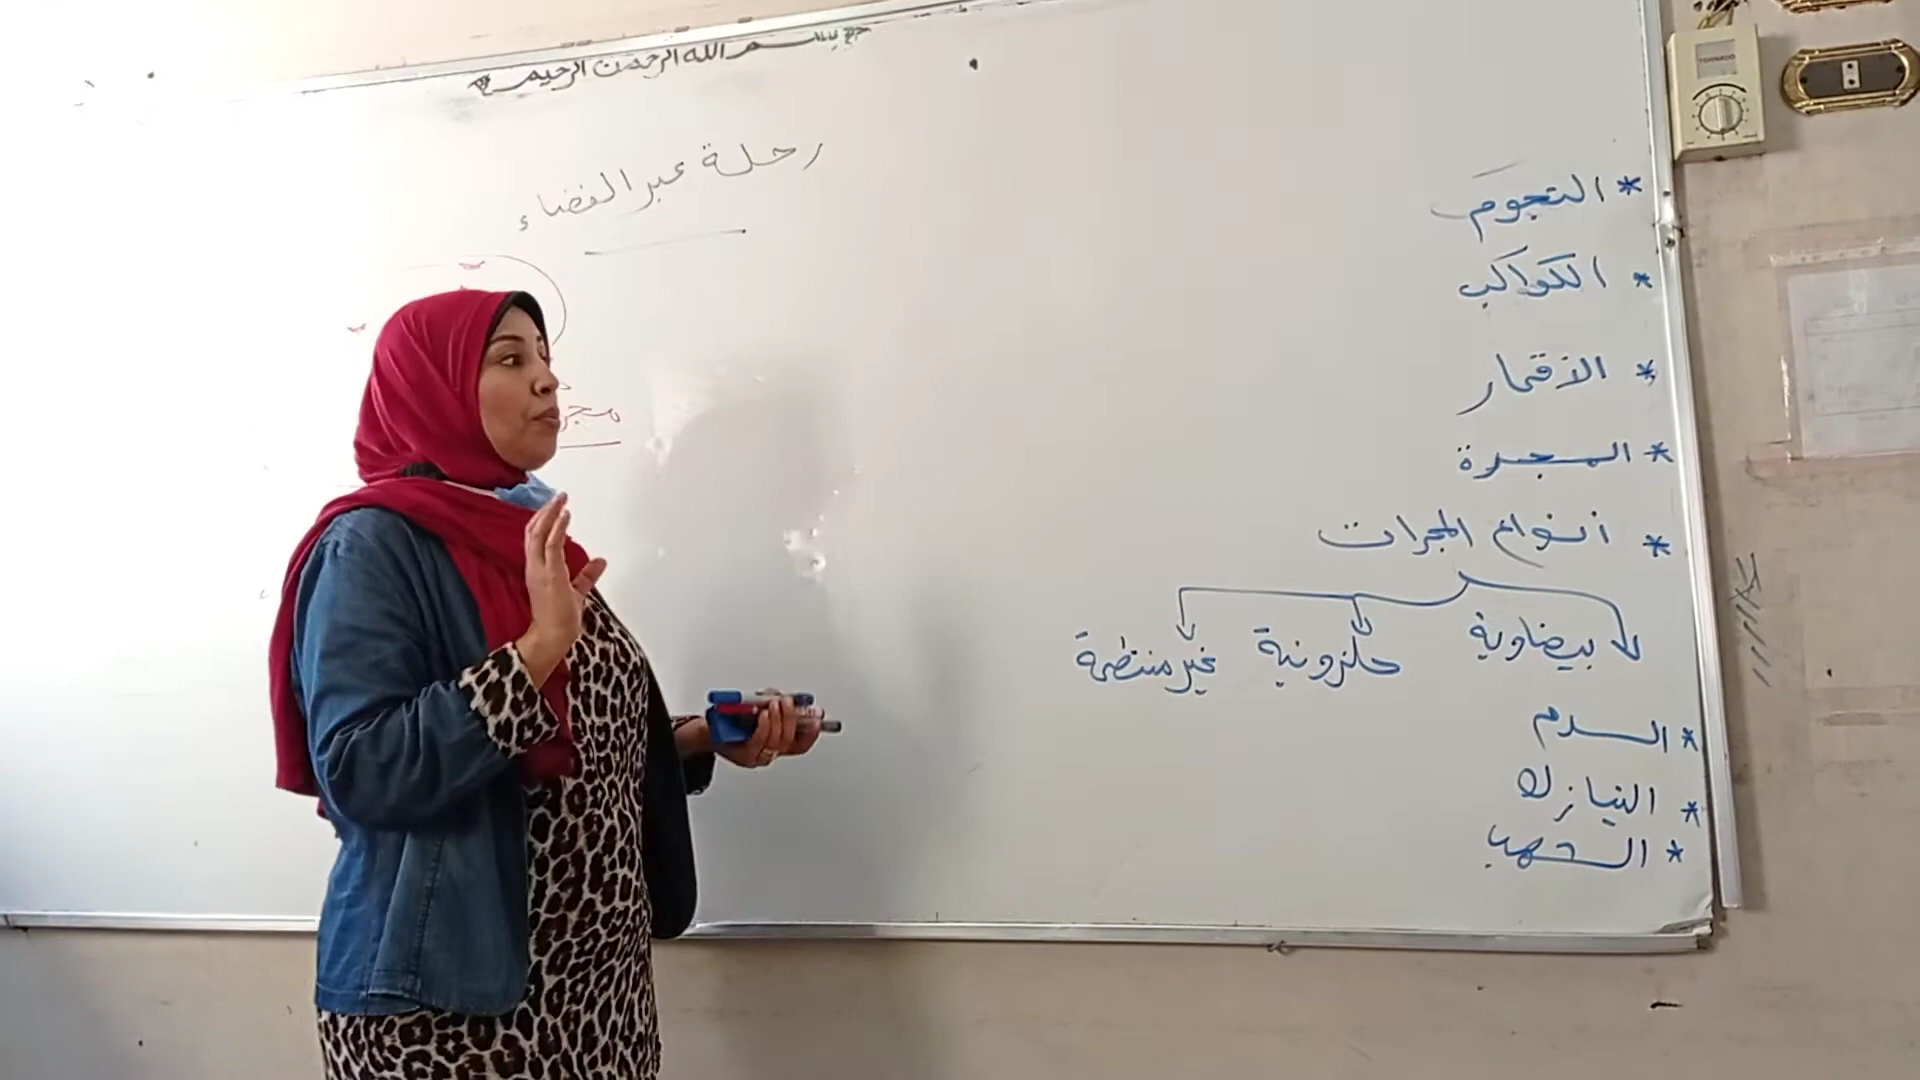 بسم الله الرحمن الرحيم
رحلة عبر الفضاء
* النجوم
* الكواكب
* الأقمار
* المجرة
* أنواع المجرات
بيضاوية حلزونية غير منتظمة
* السدم
* النيازك
* الشهب
TORNADO